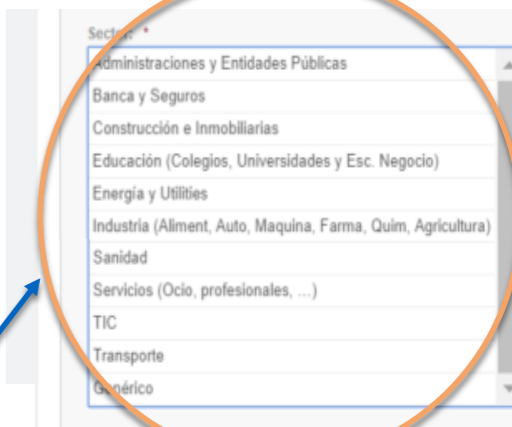 Sector: *
Administraciones y Entidades Públicas
Banca y Seguros
Construcción e Inmobiliarias
Educación (Colegios, Universidades y Esc. Negocio)
Energía y Utilities
Industria (Aliment, Auto, Maquina, Farma, Quim, Agricultura)
Sanidad
Servicios (Ocio, profesionales, ...)
TIC
Transporte
Genérico